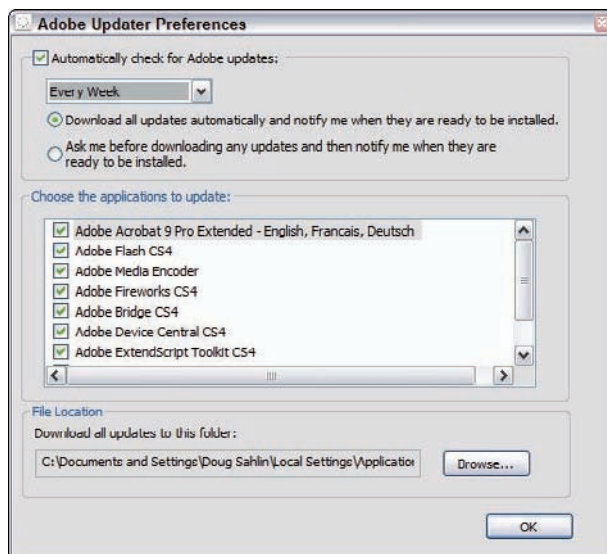 Adobe Updater Preferences
Automatically check for Adobe updates:
Every Week
Download all updates automatically and notify me when they are ready to be installed.
Ask me before downloading any updates and then notify me when they are
ready to be installed.
Choose the applications to update:
Adobe Acrobat 9 Pro Extended - English, Francais, Deutsch
Adobe Flash CS4
Adobe Media Encoder
Adobe Fireworks CS4
Adobe Bridge CS4
Adobe Device Central CS4
Adobe ExtendScript Toolkit CS4
File Location
Download all updates to this folder:
C:\Documents and Settings\Doug Sahlin\Local Settings\Application
Browse...
OK